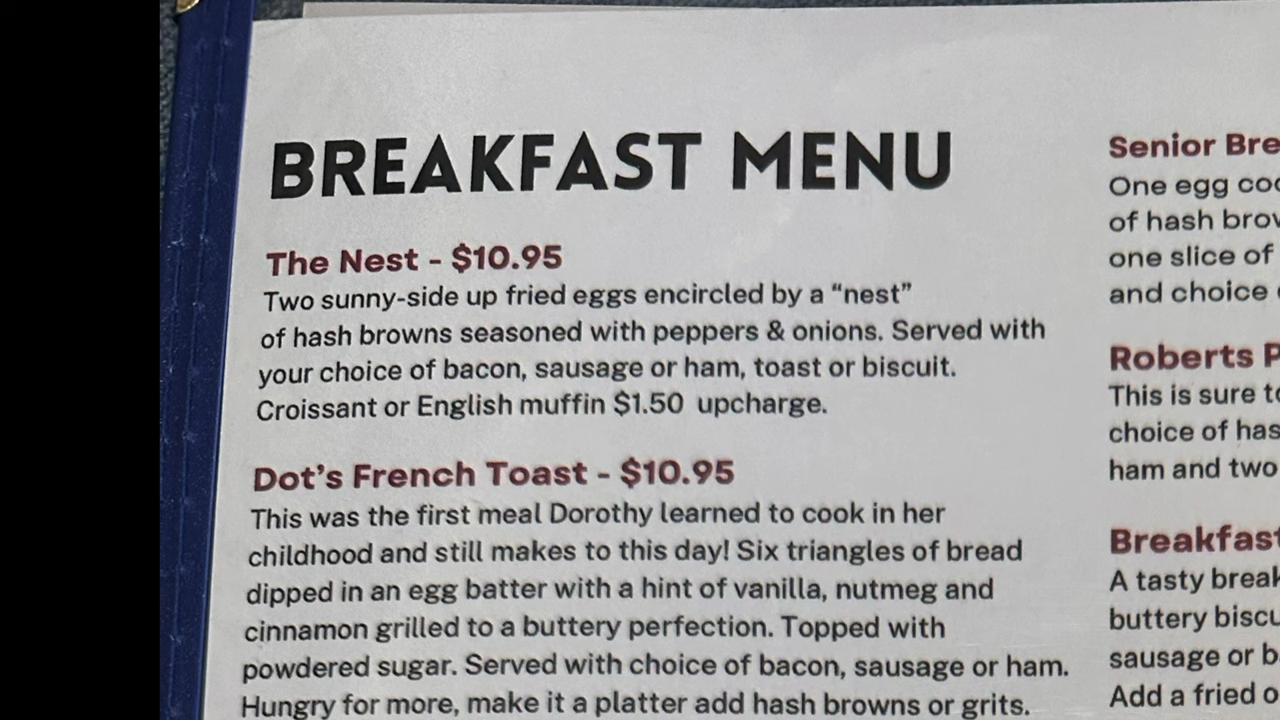 BREAKFAST MENU
The Nest - $10.95
Two sunny-side up fried eggs encircled by a “nest”
of hash browns seasoned with peppers & onions. Served with
your choice of bacon, sausage or ham, toast or biscuit.
Croissant or English muffin $1.50 upcharge.
Dot’s French Toast - $10.95
This was the first meal Dorothy learned to cook in her
childhood and still makes to this day! Six triangles of bread
dipped in an egg batter with a hint of vanilla, nutmeg and
cinnamon grilled to a buttery perfection. Topped with
powdered sugar. Served with choice of bacon, sausage or ham.
Hungry for more, make it a platter add hash browns or grits.
Senior
One egg
of hash
one slice of
and choice
Roberts
This is sure
choice of
ham and two
Breakfast
A tasty
buttery
sausage or
Add a fried